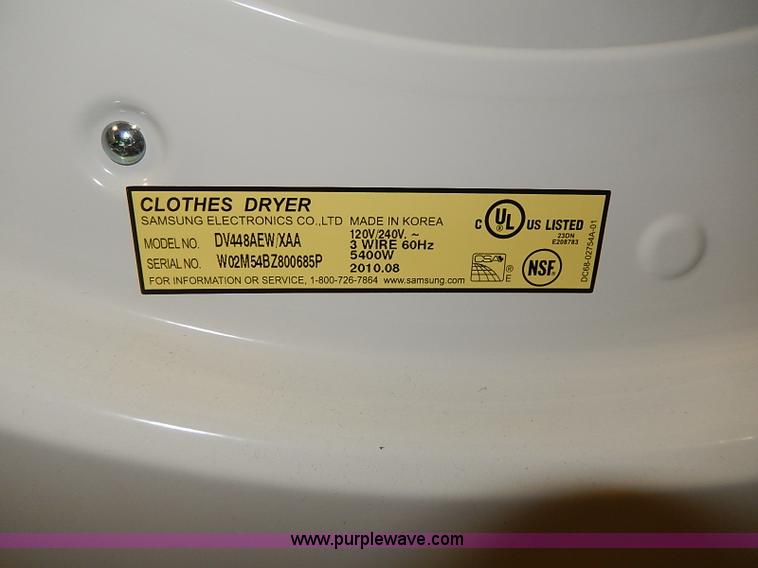 CLOTHES DRYER
SAMSUNG ELECTRONICS CO.,LTD MADE IN KOREA
MODEL NO. DV448AEW/XAA
SERIAL NO. W02M54BZ800685P
120V/240V. ~
3 WIRE 60Hz
5400W
2010.08
FOR INFORMATION OR SERVICE, 1-800-726-7864 www.samsung.com
C UL ® US LISTED
23DN
E208783
CSA ®
E
NSF.
DC68-02754A-01
www.purplewave.com